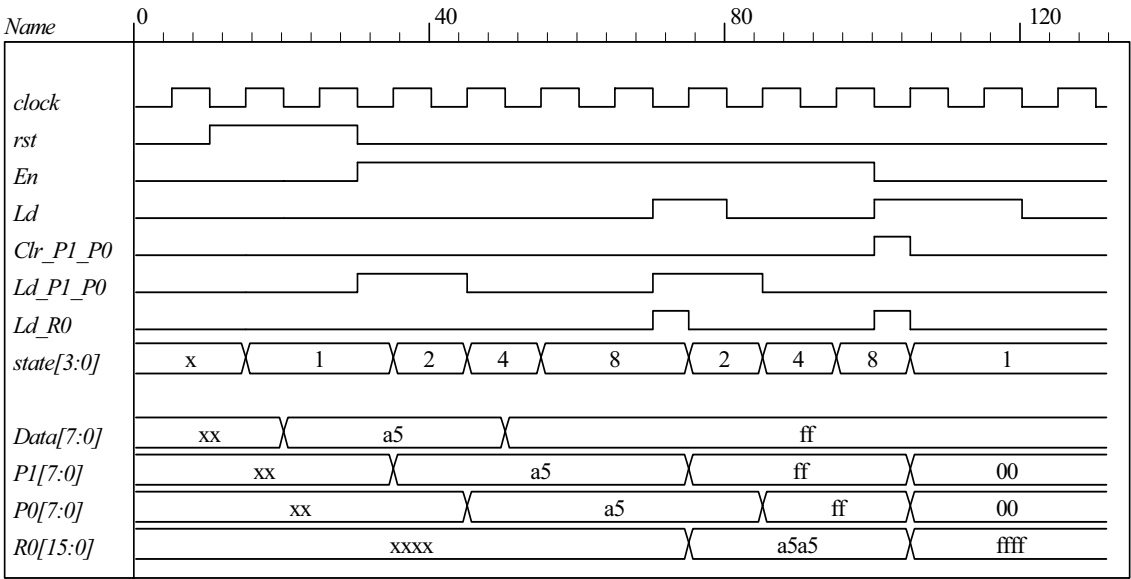 Name 0 40 80 120
clock
rst
En
Ld
Clr_P1_P0
Ld_P1_P0
Ld_R0
state[3:0] x 1 2 4 8 2 4 8 1
Data[7:0] xx a5 ff
P1[7:0] xx a5 ff 00
P0[7:0] xx a5 ff 00
R0[15:0] xxxx a5a5 ffff